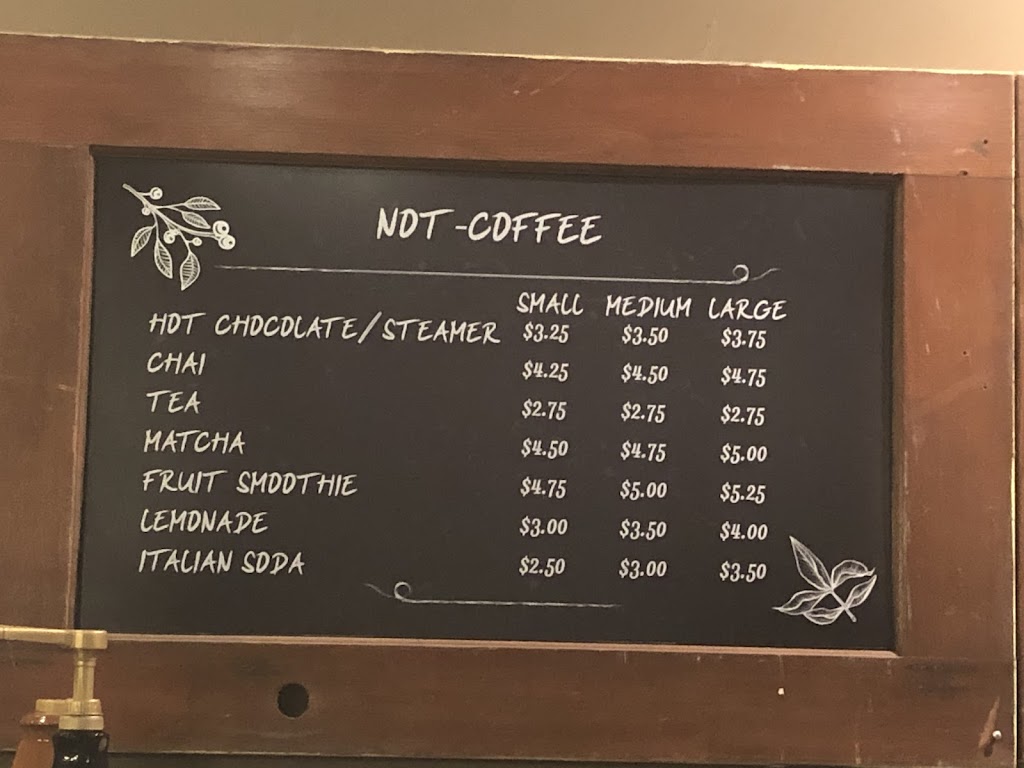 NOT-COFFEE
SMALL MEDIUM LARGE
HOT CHOCOLATE/STEAMER $3.25 $3.50 $3.75
CHAI $4.25 $4.50 $4.75
TEA $2.75 $2.75 $2.75
MATCHA $4.50 $4.75 $5.00
FRUIT SMOOTHIE $4.75 $5.00 $5.25
LEMONADE $3.00 $3.50 $4.00
ITALIAN SODA $2.50 $3.00 $3.50